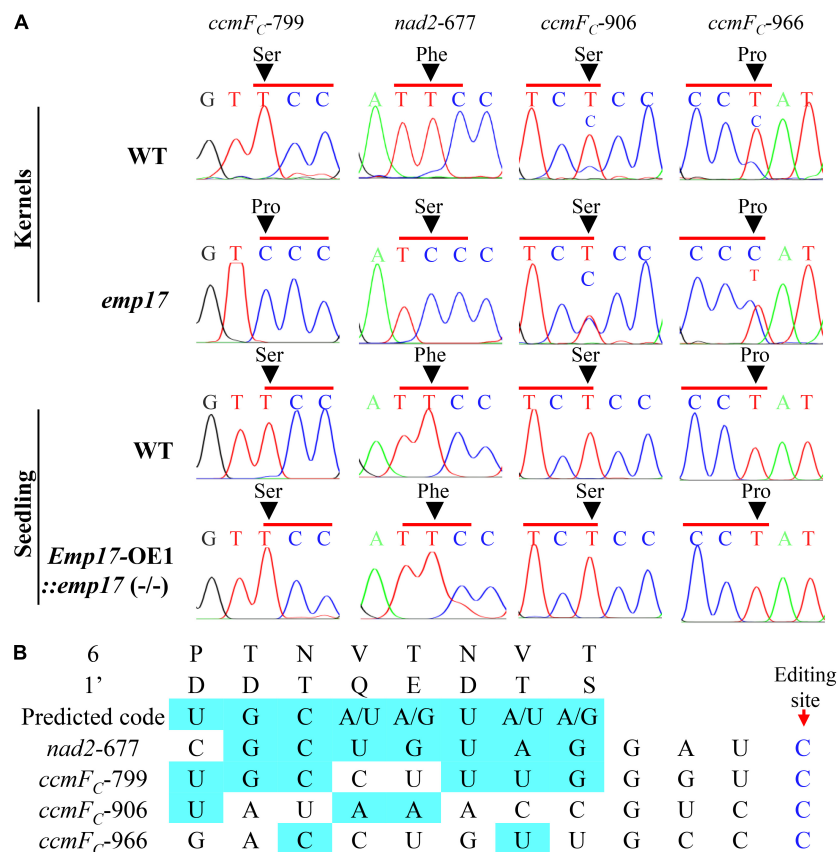 A
ccmFC-799 nad2-677 ccmFC-906 ccmFC-966
Ser Phe Ser Pro
G T T C C A T T C C T C T C C C C T A T
C C
WT
Kernels
Pro Ser Ser Pro
G T C C C A T C C C T C T C C C C C A T
C T
emp17
Ser Phe Ser Pro
G T T C C A T T C C T C T C C C C T A T
WT
Seedling
Ser Phe Ser Pro
G T T C C A T T C C T C T C C C C T A T
Emp17-OE1
::emp17 (-/-)
B
6 P T N V T N V T
1’ D D T Q E D T S
Editing
site
Predicted code U G C A/U A/G U A/U A/G
nad2-677 C G C U G U A G G A U C
ccmFC-799 U G C C U U U G G G U C
ccmFC-906 U A U A A A C C G U C C
ccmFC-966 G A C C U G U U G C C C